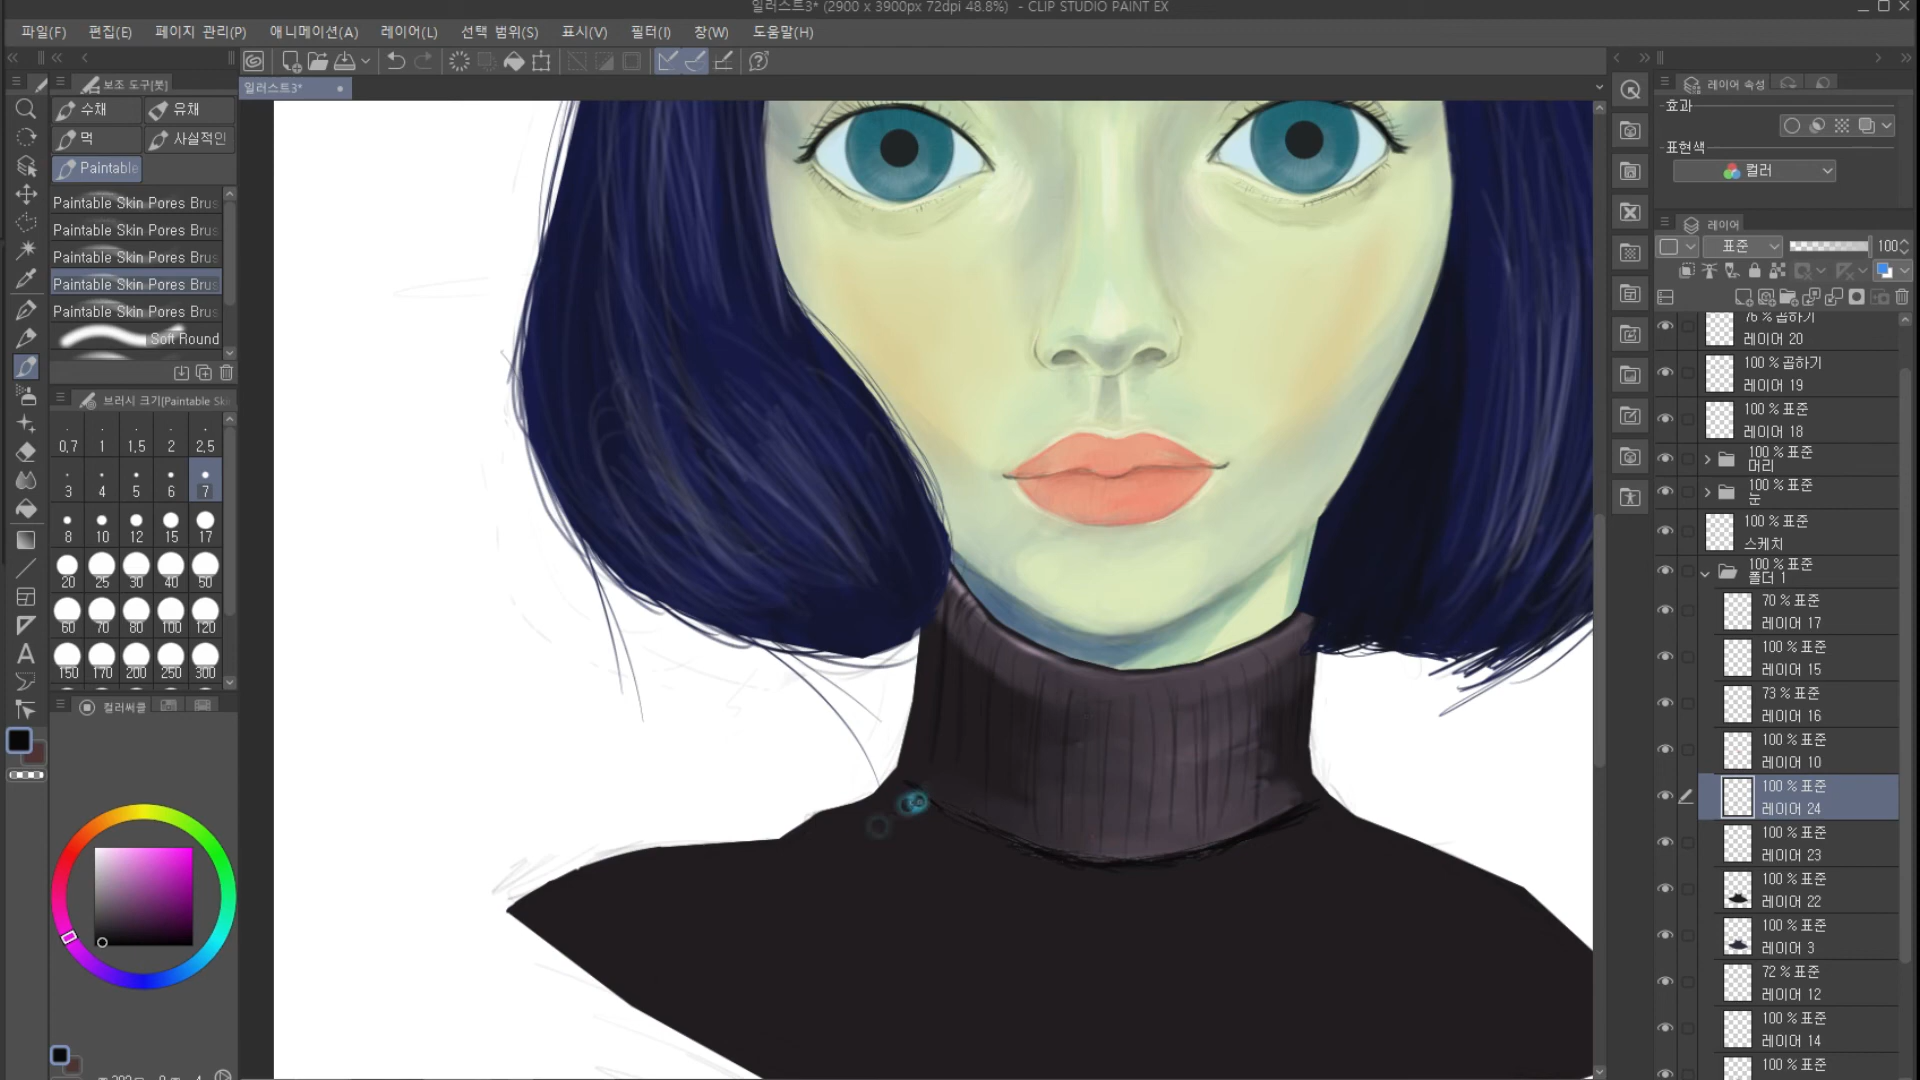 일러스트3* (2900 x 3900px 72dpi 48.8%) - CLIP STUDIO PAINT EX
파일(F) 편집(E) 페이지 관리(P) 애니메이션(A) 레이어(L) 선택 범위(S) 표시(V) 필터(I) 창(W) 도움말(H)
보조 도구[붓]
일러스트3*
수채 유채
먹 사실적인
Paintable
Paintable Skin Pores Brus
Paintable Skin Pores Brus
Paintable Skin Pores Brus
Paintable Skin Pores Brus
Paintable Skin Pores Brus
Soft Round
브러시 크기[Paintable Ski
0.7 1 1.5 2 2.5
3 4 5 6 7
8 10 12 15 17
20 25 30 40 50
60 70 80 100 120
150 170 200 250 300
컬러써클
레이어 속성
효과
표현색
컬러
레이어
표준 100
76 % 곱하기
레이어 20
100 % 곱하기
레이어 19
100 % 표준
레이어 18
100 % 표준
머리
100 % 표준
눈
100 % 표준
스케치
100 % 표준
폴더 1
70 % 표준
레이어 17
100 % 표준
레이어 15
73 % 표준
레이어 16
100 % 표준
레이어 10
100 % 표준
레이어 24
100 % 표준
레이어 23
100 % 표준
레이어 22
100 % 표준
레이어 3
72 % 표준
레이어 12
100 % 표준
레이어 14
100 % 표준